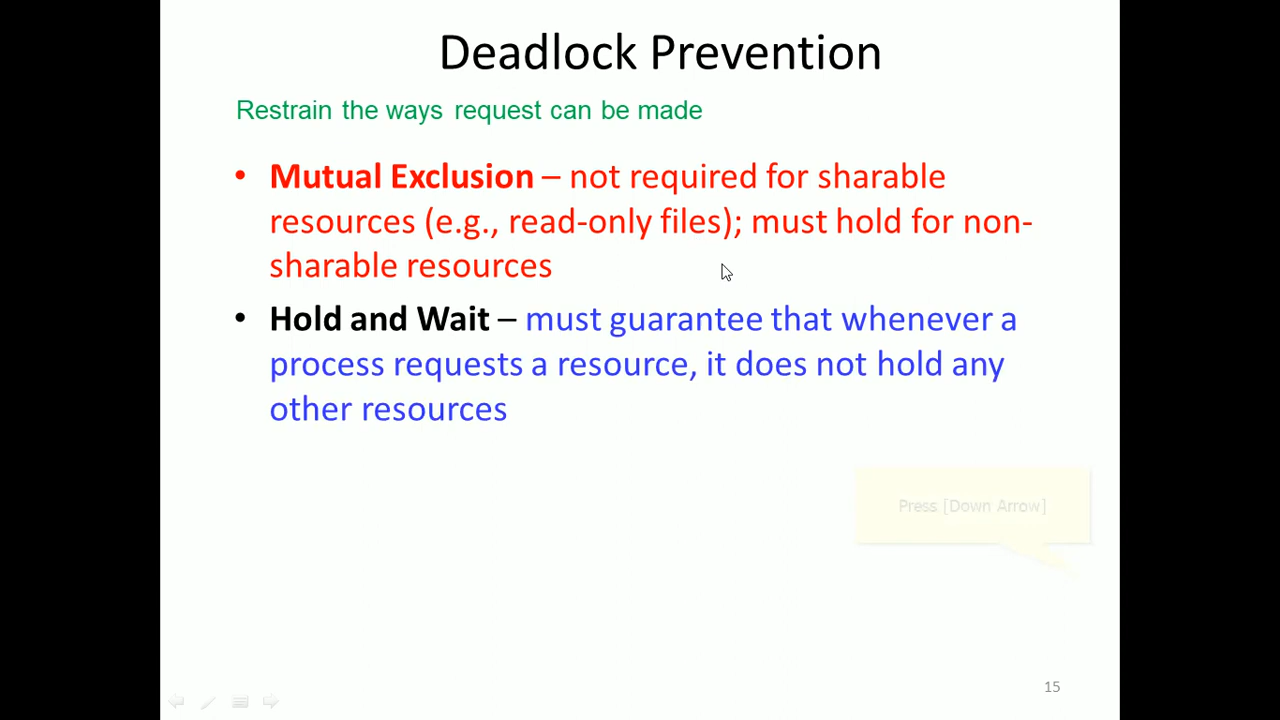 Deadlock Prevention
Restrain the ways request can be made
• Mutual Exclusion – not required for sharable
resources (e.g., read-only files); must hold for non-
sharable resources
• Hold and Wait – must guarantee that whenever a
process requests a resource, it does not hold any
other resources
Press [Down Arrow]
15